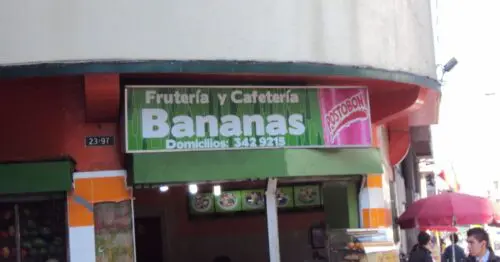 Frutería y Cafetería
Bananas
Domicilios: 342 9215
POSTOBON
23-97